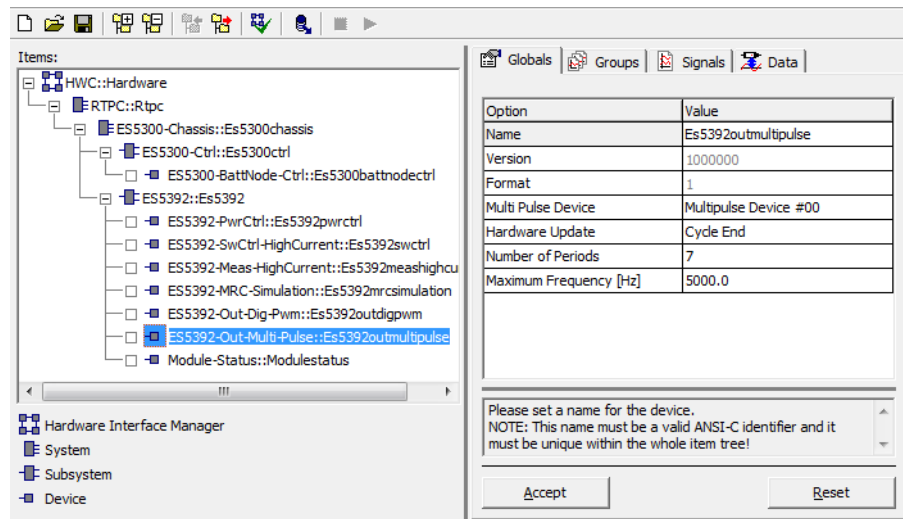 Items:
HWC::Hardware
RTPC::Rtpc
ES5300-Chassis::Es5300chassis
ES5300-Ctrl::Es5300ctrl
ES5300-BattNode-Ctrl::Es5300battnodectrl
ES5392::Es5392
ES5392-PwrCtrl::Es5392pwrctrl
ES5392-SwCtrl-HighCurrent::Es5392swctrl
ES5392-Meas-HighCurrent::Es5392meashighcu
ES5392-MRC-Simulation::Es5392mrcsimulation
ES5392-Out-Dig-Pwm::Es5392outdigpwm
ES5392-Out-Multi-Pulse::Es5392outmultipulse
Module-Status::Modulestatus
Hardware Interface Manager
System
Subsystem
Device
Globals Groups Signals Data
Option Value
Name Es5392outmultipulse
Version 1000000
Format 1
Multi Pulse Device Multipulse Device #00
Hardware Update Cycle End
Number of Periods 7
Maximum Frequency [Hz] 5000.0
Please set a name for the device.
NOTE: This name must be a valid ANSI-C identifier and it
must be unique within the whole item tree!
Accept Reset